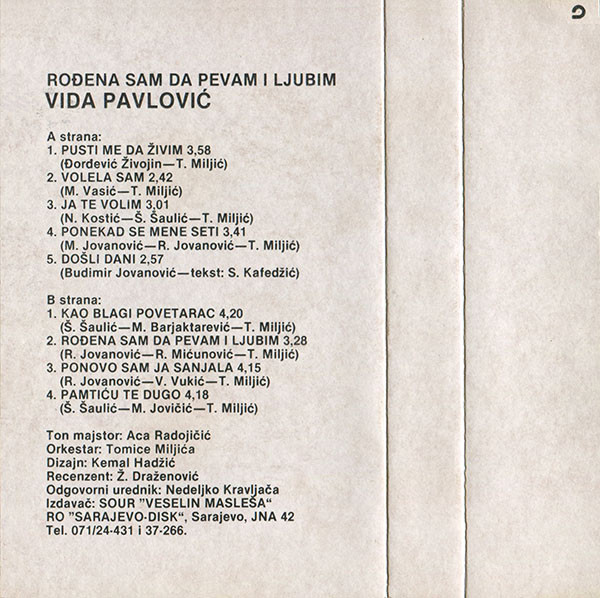 ROĐENA SAM DA PEVAM I LJUBIM
VIDA PAVLOVIĆ
A strana:
1. PUSTI ME DA ŽIVIM 3,58
(Đorđević Živojin—T. Miljić)
2. VOLELA SAM 2,42
(M. Vasić—T. Miljić)
3. JA TE VOLIM 3,01
(N. Kostić—Š. Šaulić—T. Miljić)
4. PONEKAD SE MENE SETI 3,41
(M. Jovanović—R. Jovanović—T. Miljić)
5. DOŠLI DANI 2,57
(Budimir Jovanović—tekst: S. Kafedžić)
B strana:
1. KAO BLAGI POVETARAC 4,20
(Š. Šaulić—M. Barjaktarević—T. Miljić)
2. ROĐENA SAM DA PEVAM I LJUBIM 3,28
(R. Jovanović—R. Mićunović—T. Miljić)
3. PONOVO SAM JA SANJALA 4,15
(R. Jovanović—V. Vukić—T. Miljić)
4. PAMTIĆU TE DUGO 4,18
(Š. Šaulić—M. Jovičić—T. Miljić)
Ton majstor: Aca Radojičić
Orkestar: Tomice Miljića
Dizajn: Kemal Hadžić
Recenzent: Ž. Draženović
Odgovorni urednik: Nedeljko Kravljača
Izdavač: SOUR ”VESELIN MASLEŠA“
RO ”SARAJEVO-DISK“, Sarajevo, JNA 42
Tel. 071/24-431 i 37-266.